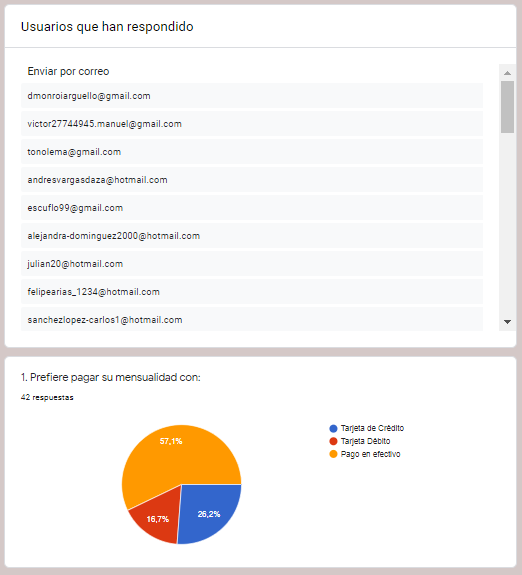 Usuarios que han respondido
Enviar por correo
dmonroiarguello@gmail.com
victor27744945.manuel@gmail.com
tonolema@gmail.com
andresvargasdaza@hotmail.com
escuflo99@gmail.com
alejandra-dominguez2000@hotmail.com
julian20@hotmail.com
felipearias_1234@hotmail.com
sanchezlopez-carlos1@hotmail.com
1. Prefiere pagar su mensualidad con:
42 respuestas
57,1%
16,7%
26,2%
Tarjeta de Crédito
Tarjeta Débito
Pago en efectivo